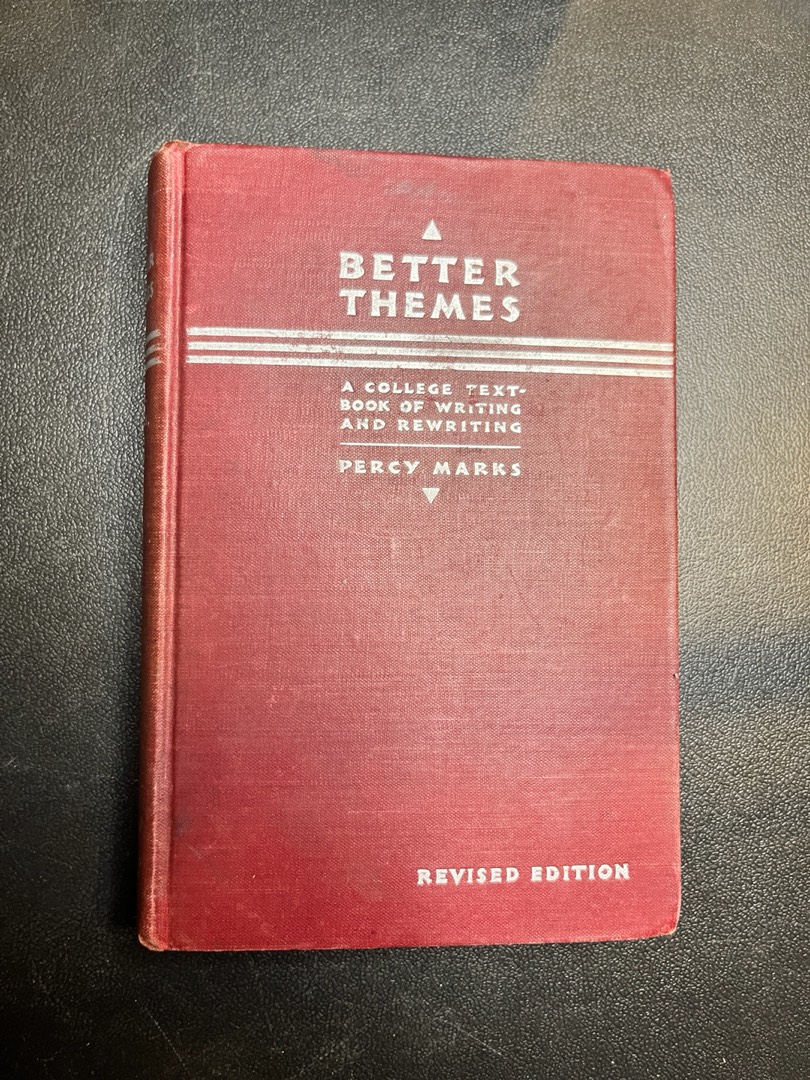 BETTER
THEMES
A COLLEGE TEXT-
BOOK OF WRITING
AND REWRITING
PERCY MARKS
REVISED EDITION